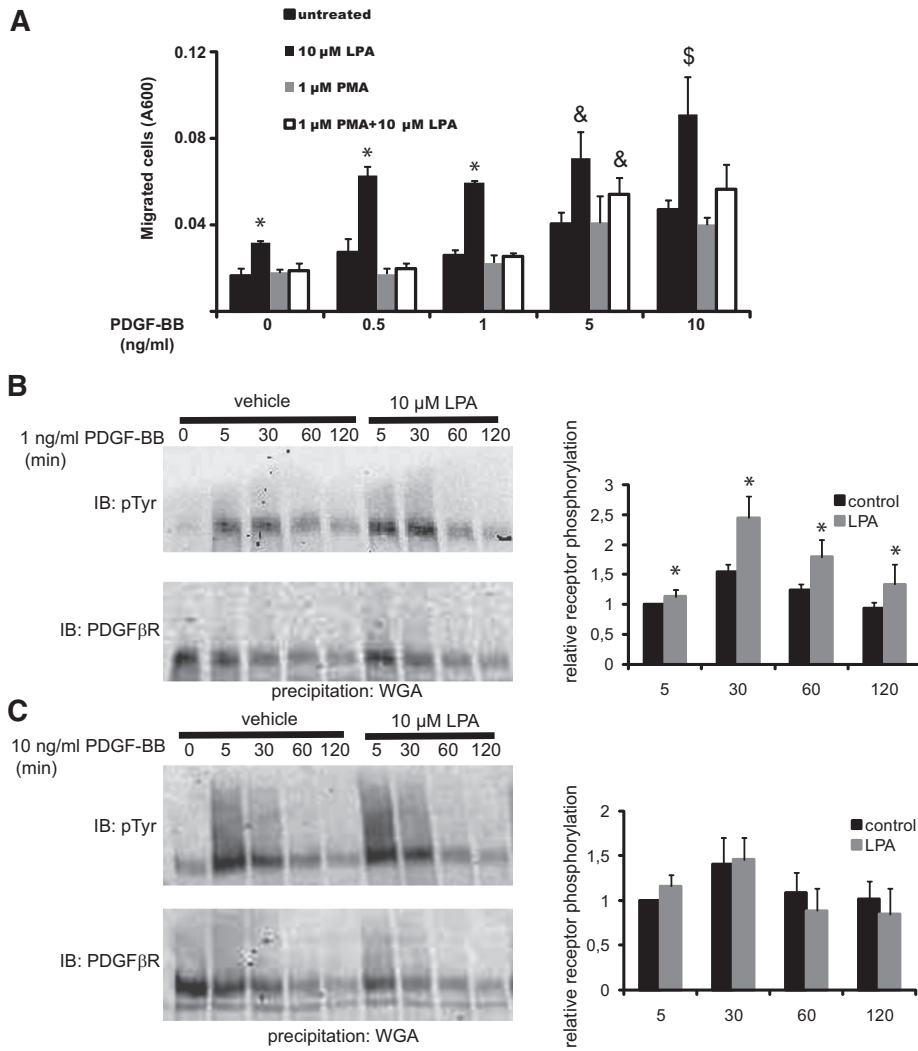 A
untreated
10 µM LPA
1 µM PMA
1 µM PMA+10 µM LPA
Migrated cells (A600)
0.12
0.08
0.04
* * * & & $
PDGF-BB (ng/ml)
0 0.5 1 5 10
B
vehicle 10 µM LPA
1 ng/ml PDGF-BB (min)
0 5 30 60 120 5 30 60 120
IB: pTyr
IB: PDGFβR
precipitation: WGA
relative receptor phosphorylation
3
2,5
2
1,5
1
0,5
0
control
LPA
* * * *
5 30 60 120
C
vehicle 10 µM LPA
10 ng/ml PDGF-BB (min)
0 5 30 60 120 5 30 60 120
IB: pTyr
IB: PDGFβR
precipitation: WGA
relative receptor phosphorylation
2
1,5
1
0,5
0
control
LPA
5 30 60 120